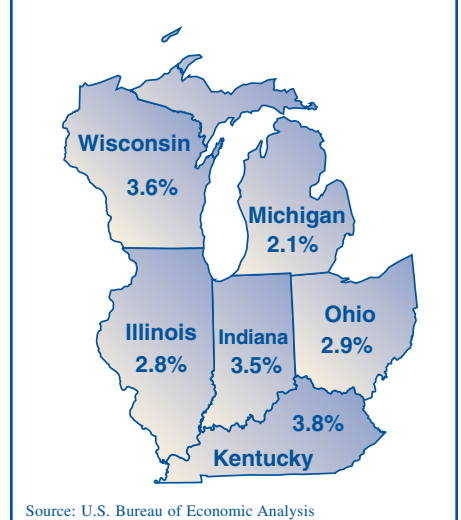 Wisconsin
3.6%
Michigan
2.1%
Illinois
2.8%
Indiana
3.5%
Ohio
2.9%
3.8%
Kentucky
Source: U.S. Bureau of Economic Analysis